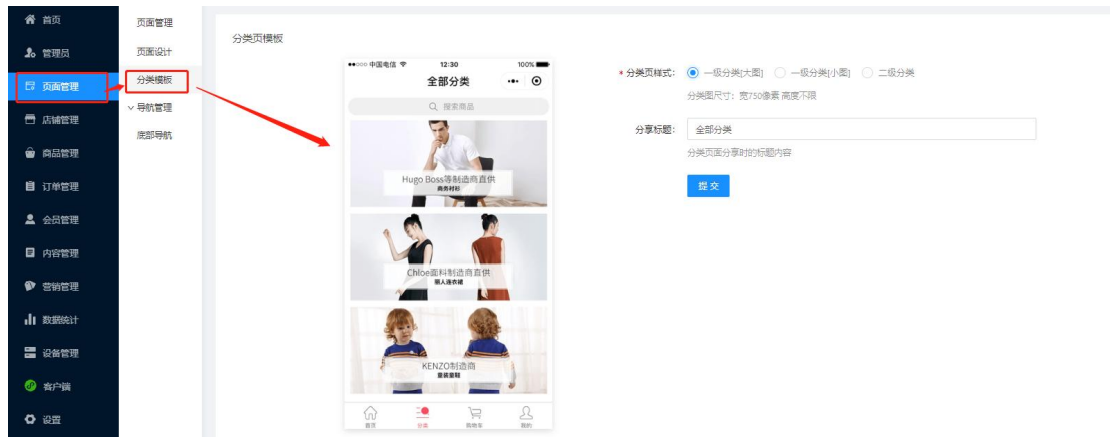 首页
管理员
页面管理
店铺管理
商品管理
订单管理
会员管理
内容管理
营销管理
数据统计
设备管理
客户端
设置
页面管理
页面设计
分类模板
导航管理
底部导航
分类页模板
中国电信
12:30
100%
全部分类
搜索商品
Hugo Boss等制造商直供
商务衬衫
Chloe面料制造商直供
丽人连衣裙
KENZO制造商
童装童鞋
首页
分类
购物车
我的
* 分类页样式: 一级分类[大图] 一级分类[小图] 二级分类
分类图尺寸：宽750像素 高度不限
分享标题: 全部分类
分类页面分享时的标题内容
提 交